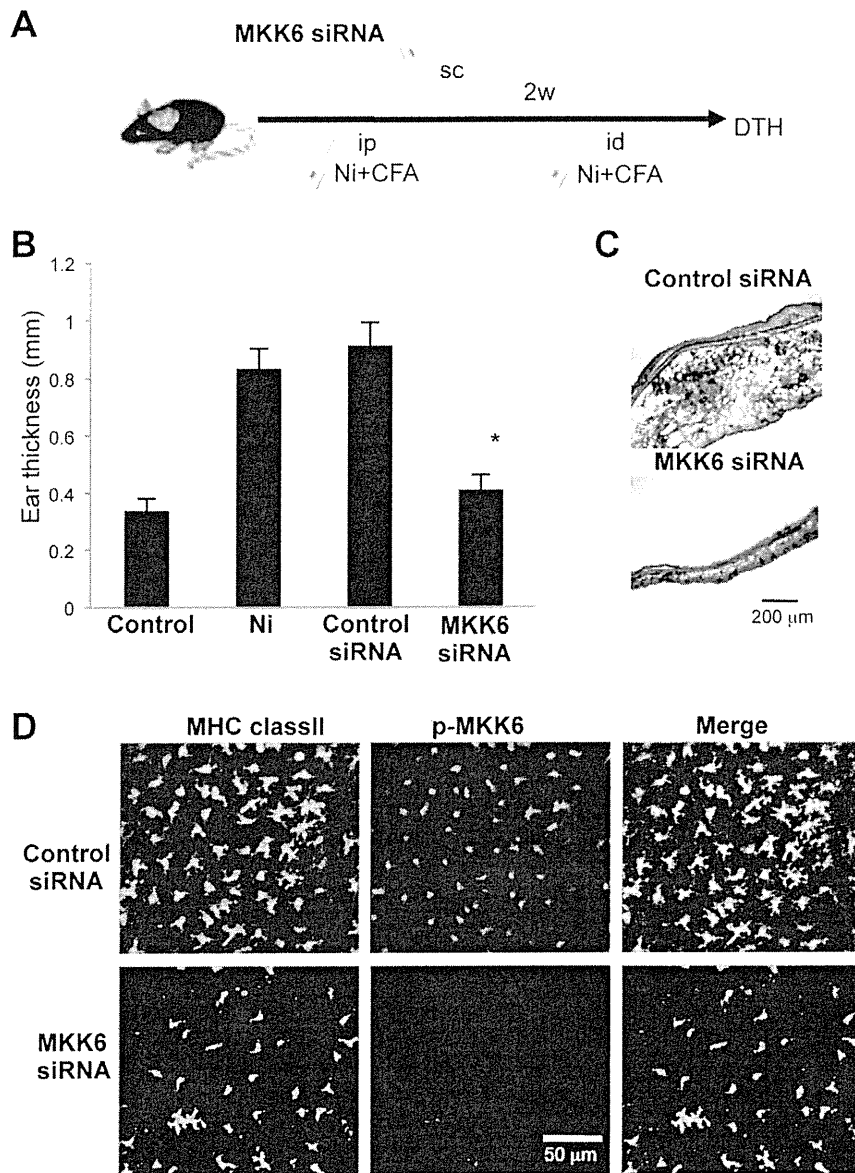 A
MKK6 siRNA
sc
2w
DTH
ip
id
Ni+CFA
Ni+CFA
B
1.2
1
0.8
0.6
0.4
0.2
0
Ear thickness (mm)
*
Control
Ni
Control
siRNA
MKK6
siRNA
C
Control siRNA
MKK6 siRNA
200 μm
D
MHC classII
p-MKK6
Merge
Control
siRNA
MKK6
siRNA
50 μm